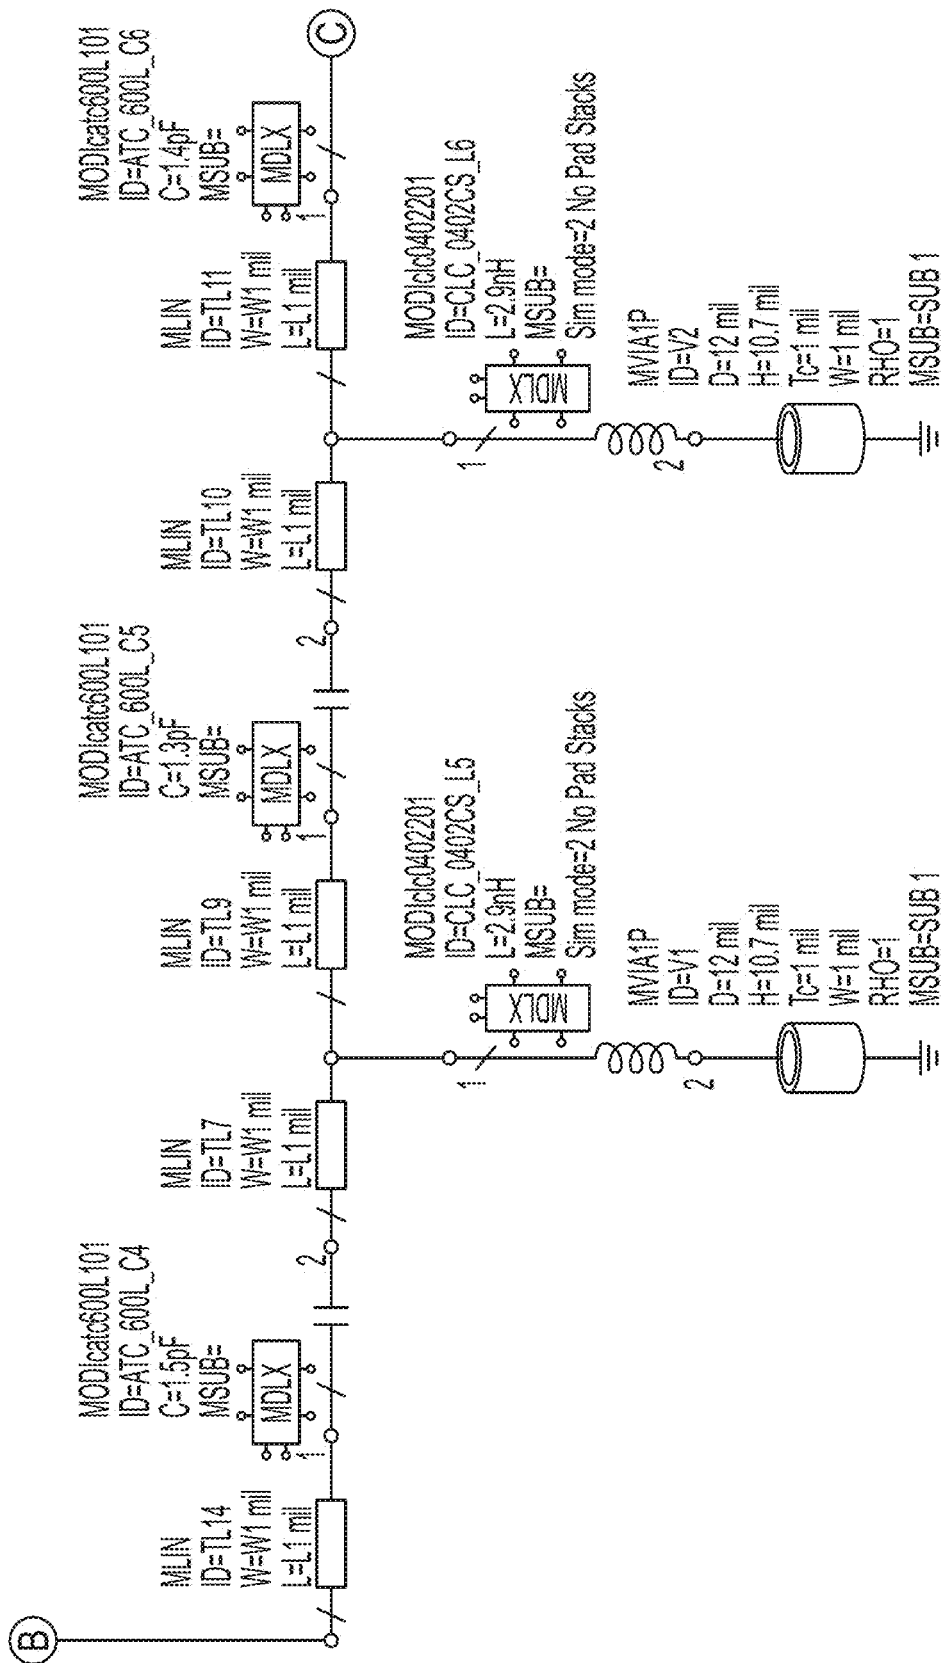 B
MLIN
ID=TL14
W=W1 mil
L=L1 mil
MODIcatc600L101
ID=ATC_600L_C4
C=1.5pF
MSUB=
MDLX
1
2
MLIN
ID=TL7
W=W1 mil
L=L1 mil
MLIN
ID=TL9
W=W1 mil
L=L1 mil
MODIcatc600L101
ID=ATC_600L_C5
C=1.3pF
MSUB=
MDLX
1
2
MLIN
ID=TL10
W=W1 mil
L=L1 mil
MLIN
ID=TL11
W=W1 mil
L=L1 mil
MODIcatc600L101
ID=ATC_600L_C6
C=1.4pF
MSUB=
MDLX
1
C
MODIclc0402201
ID=CLC_0402CS_L5
L=2.9nH
MSUB=
Sim mode=2 No Pad Stacks
MDLX
1
2
MVIA1P
ID=V1
D=12 mil
H=10.7 mil
Tc=1 mil
W=1 mil
RHO=1
MSUB=SUB 1
MODIclc0402201
ID=CLC_0402CS_L6
L=2.9nH
MSUB=
Sim mode=2 No Pad Stacks
MDLX
1
2
MVIA1P
ID=V2
D=12 mil
H=10.7 mil
Tc=1 mil
W=1 mil
RHO=1
MSUB=SUB 1